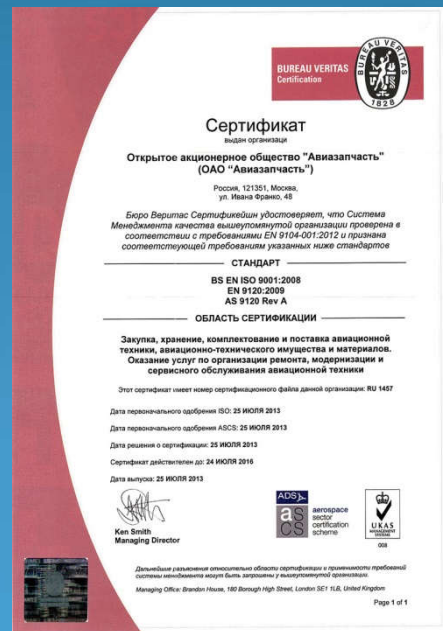 BUREAU VERITAS
Certification
BUREAU VERITAS
1828
Сертификат
выдан организаци
Открытое акционерное общество "Авиазапчасть"
(ОАО "Авиазапчасть")
Россия, 121351, Москва,
ул. Ивана Франко, 48
Бюро Веритас Сертификейшн удостоверяет, что Система
Менеджмента качества вышеупомянутой организации проверена в
соответствии с требованиями EN 9104-001:2012 и признана
соответствующей требованиям указанных ниже стандартов
СТАНДАРТ
BS EN ISO 9001:2008
EN 9120:2009
AS 9120 Rev A
ОБЛАСТЬ СЕРТИФИКАЦИИ
Закупка, хранение, комплектование и поставка авиационной
техники, авиационно-технического имущества и материалов.
Оказание услуг по организации ремонта, модернизации и
сервисного обслуживания авиационной техники
Этот сертификат имеет номер сертификационного файла данной организации: RU 1457
Дата первоначального одобрения ISO: 25 ИЮЛЯ 2013
Дата первоначального одобрения ASCS: 25 ИЮЛЯ 2013
Дата решения о сертификации: 25 ИЮЛЯ 2013
Сертификат действителен до: 24 ИЮЛЯ 2016
Дата выпуска: 25 ИЮЛЯ 2013
Ken Smith
Managing Director
ADS
as
cs
aerospace
sector
certification
scheme
UKAS
MANAGEMENT
SYSTEMS
008
Дальнейшие разъяснения относительно области сертификации и применимости требований
системы менеджмента могут быть запрошены у вышеупомянутой организации.
Managing Office: Brandon House, 180 Borough High Street, London SE1 1LB, United Kingdom
Page 1 of 1